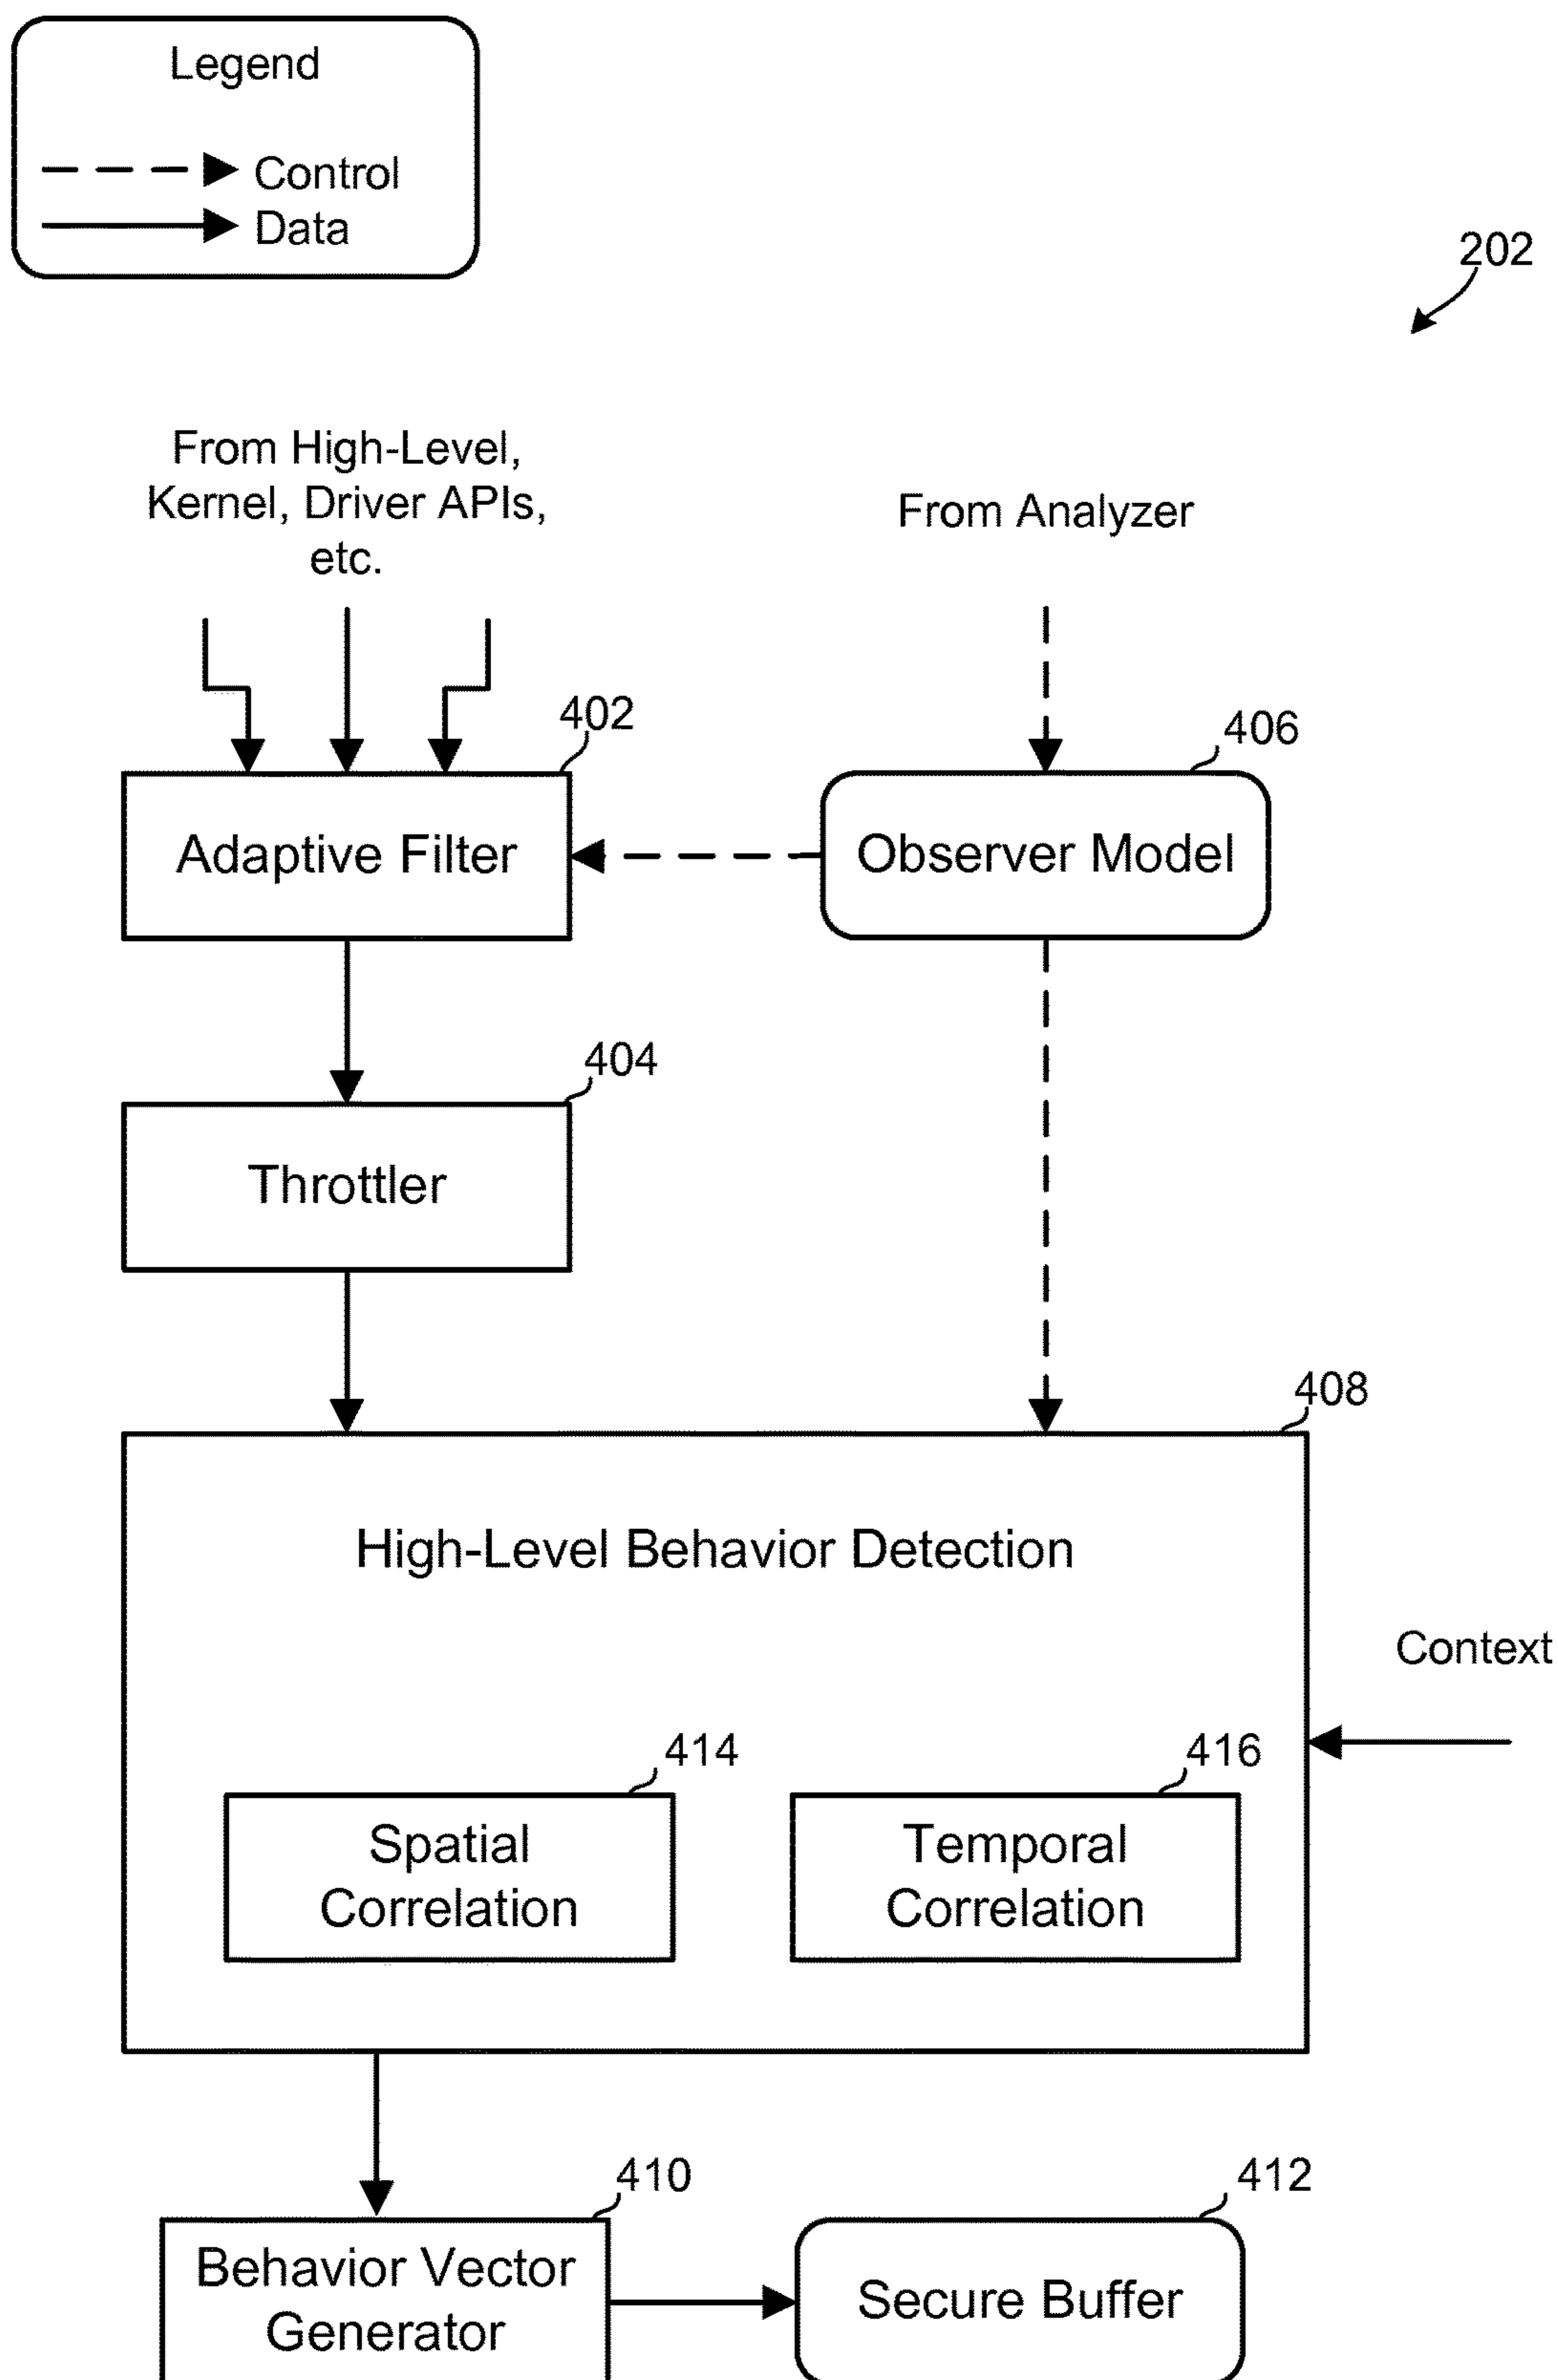 Legend
Control
Data
202
From High-Level,
Kernel, Driver APIs,
etc.
From Analyzer
402
406
Adaptive Filter
Observer Model
404
Throttler
408
High-Level Behavior Detection
Context
414
416
Spatial
Correlation
Temporal
Correlation
410
412
Behavior Vector
Generator
Secure Buffer